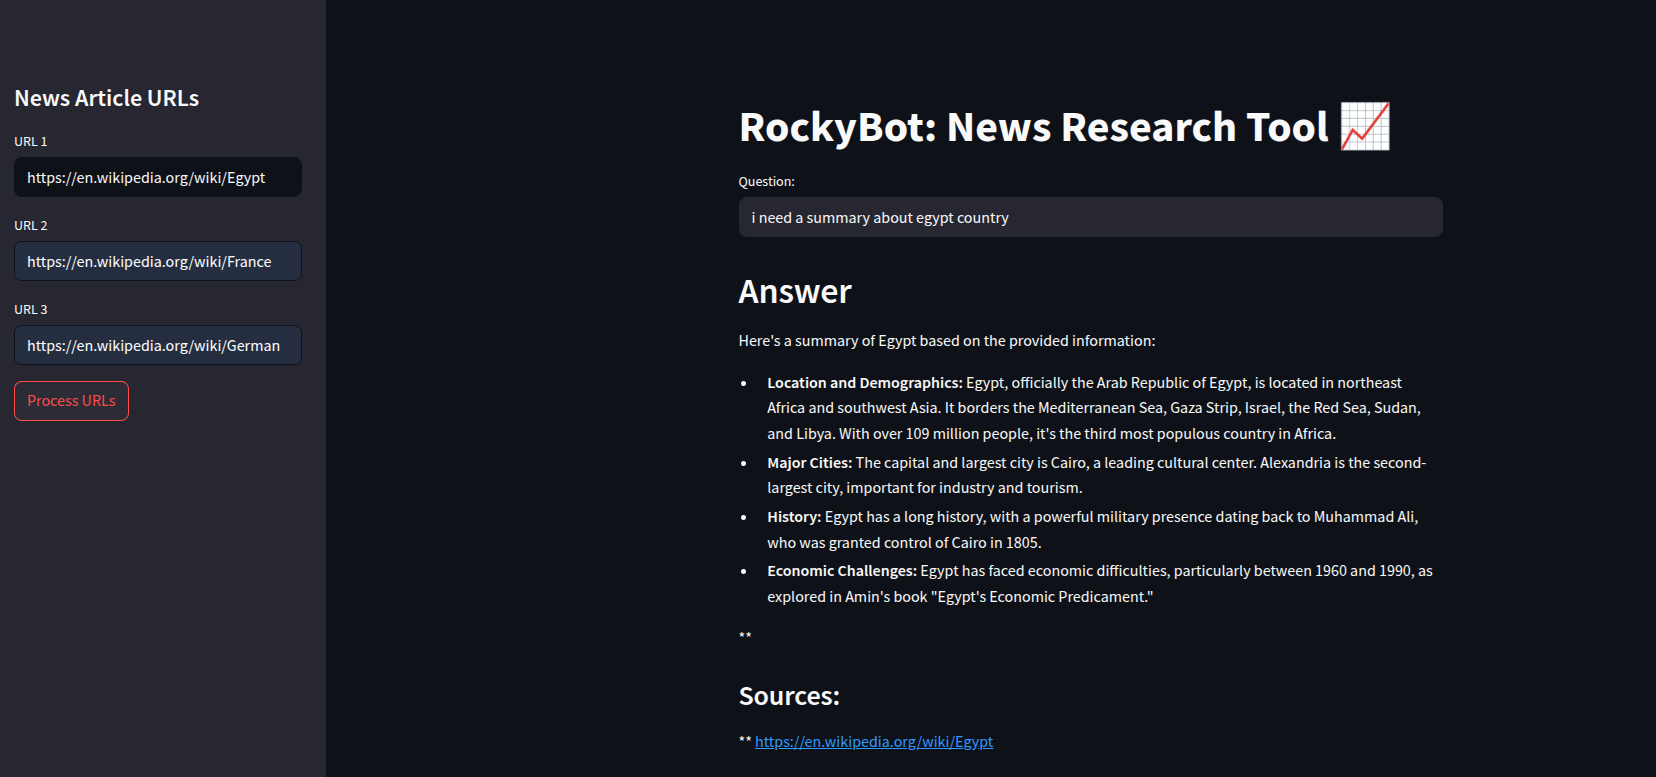 News Article URLs
URL 1
https://en.wikipedia.org/wiki/Egypt
URL 2
https://en.wikipedia.org/wiki/France
URL 3
https://en.wikipedia.org/wiki/German
Process URLs
RockyBot: News Research Tool 📈
Question:
i need a summary about egypt country
Answer
Here's a summary of Egypt based on the provided information:
• Location and Demographics: Egypt, officially the Arab Republic of Egypt, is located in northeast
Africa and southwest Asia. It borders the Mediterranean Sea, Gaza Strip, Israel, the Red Sea, Sudan,
and Libya. With over 109 million people, it's the third most populous country in Africa.
• Major Cities: The capital and largest city is Cairo, a leading cultural center. Alexandria is the second-
largest city, important for industry and tourism.
• History: Egypt has a long history, with a powerful military presence dating back to Muhammad Ali,
who was granted control of Cairo in 1805.
• Economic Challenges: Egypt has faced economic difficulties, particularly between 1960 and 1990, as
explored in Amin's book "Egypt's Economic Predicament."
**
Sources:
** https://en.wikipedia.org/wiki/Egypt